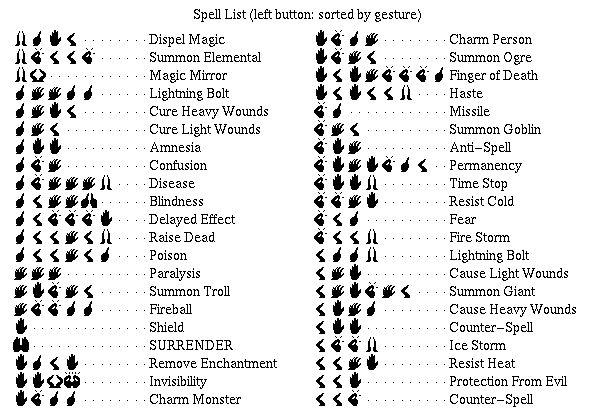 Spell List (left button: sorted by gesture)
Dispel Magic
Summon Elemental
Magic Mirror
Lightning Bolt
Cure Heavy Wounds
Cure Light Wounds
Amnesia
Confusion
Disease
Blindness
Delayed Effect
Raise Dead
Poison
Paralysis
Summon Troll
Fireball
Shield
SURRENDER
Remove Enchantment
Invisibility
Charm Monster
Charm Person
Summon Ogre
Finger of Death
Haste
Missile
Summon Goblin
Anti-Spell
Permanency
Time Stop
Resist Cold
Fear
Fire Storm
Lightning Bolt
Cause Light Wounds
Summon Giant
Cause Heavy Wounds
Counter-Spell
Ice Storm
Resist Heat
Protection From Evil
Counter-Spell